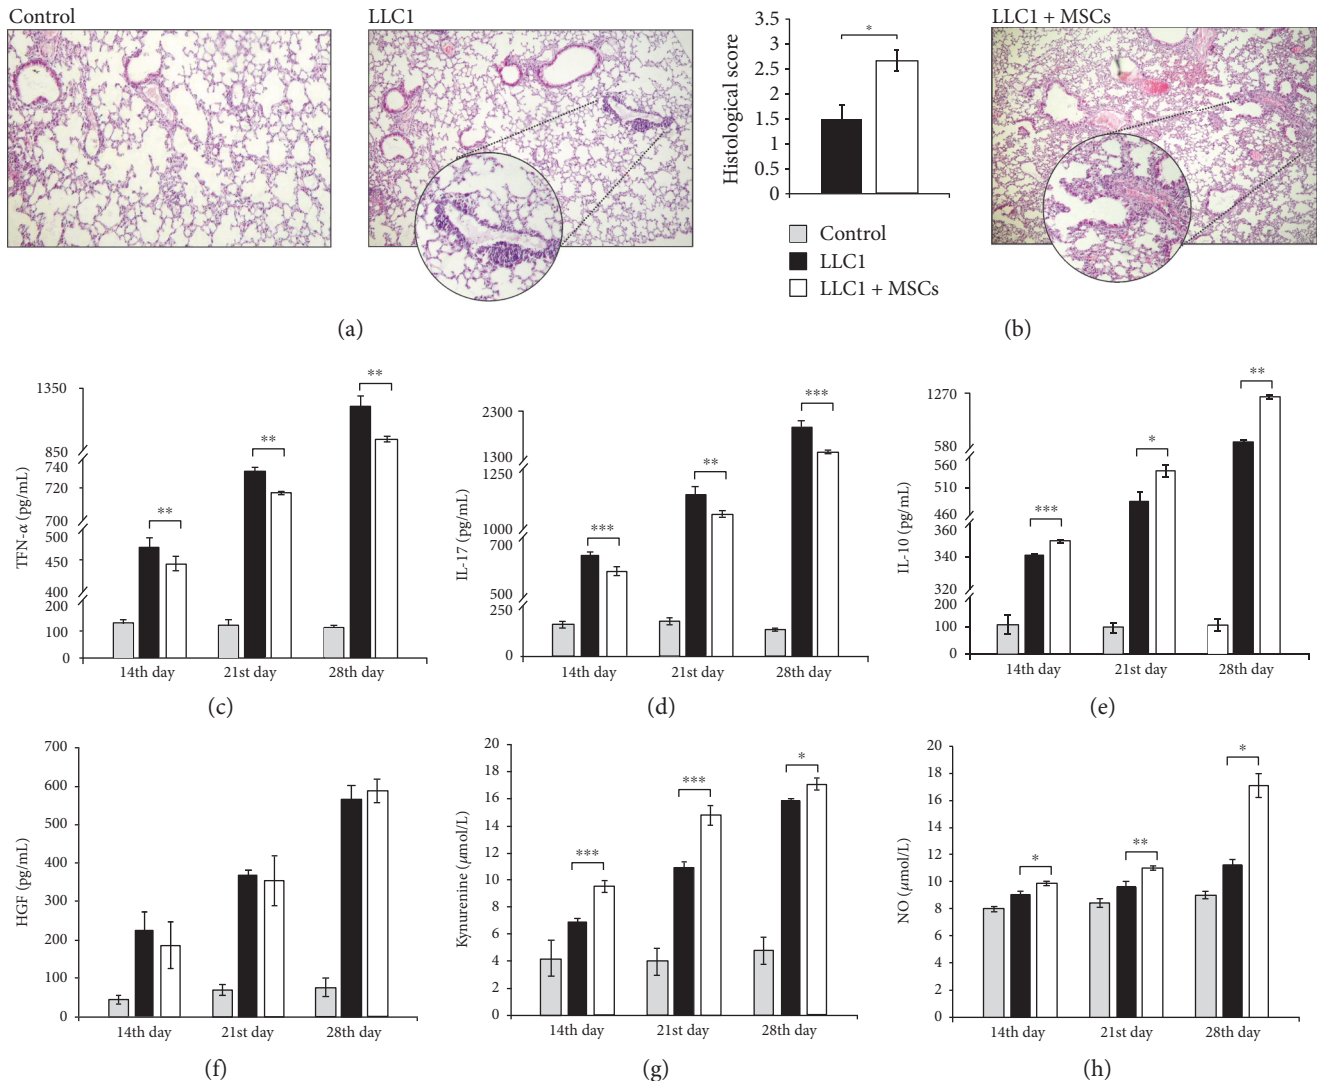 Control
LLC1
LLC1 + MSCs
Histological score
3.5
3
2.5
2
1.5
1
0.5
0
*
Control
LLC1
LLC1 + MSCs
(a)
(b)
TFN-α (pg/mL)
1350
850
740
720
700
500
450
400
200
100
0
**
**
**
14th day
21st day
28th day
(c)
IL-17 (pg/mL)
2300
1300
1250
1000
700
500
250
0
***
**
***
14th day
21st day
28th day
(d)
IL-10 (pg/mL)
1270
580
560
510
460
360
340
320
200
100
0
***
*
**
14th day
21st day
28th day
(e)
HGF (pg/mL)
700
600
500
400
300
200
100
0
14th day
21st day
28th day
(f)
Kynurenine (μmol/L)
20
18
16
14
12
10
8
6
4
2
0
***
***
*
14th day
21st day
28th day
(g)
NO (μmol/L)
20
18
16
14
12
10
8
6
4
2
0
*
**
*
14th day
21st day
28th day
(h)